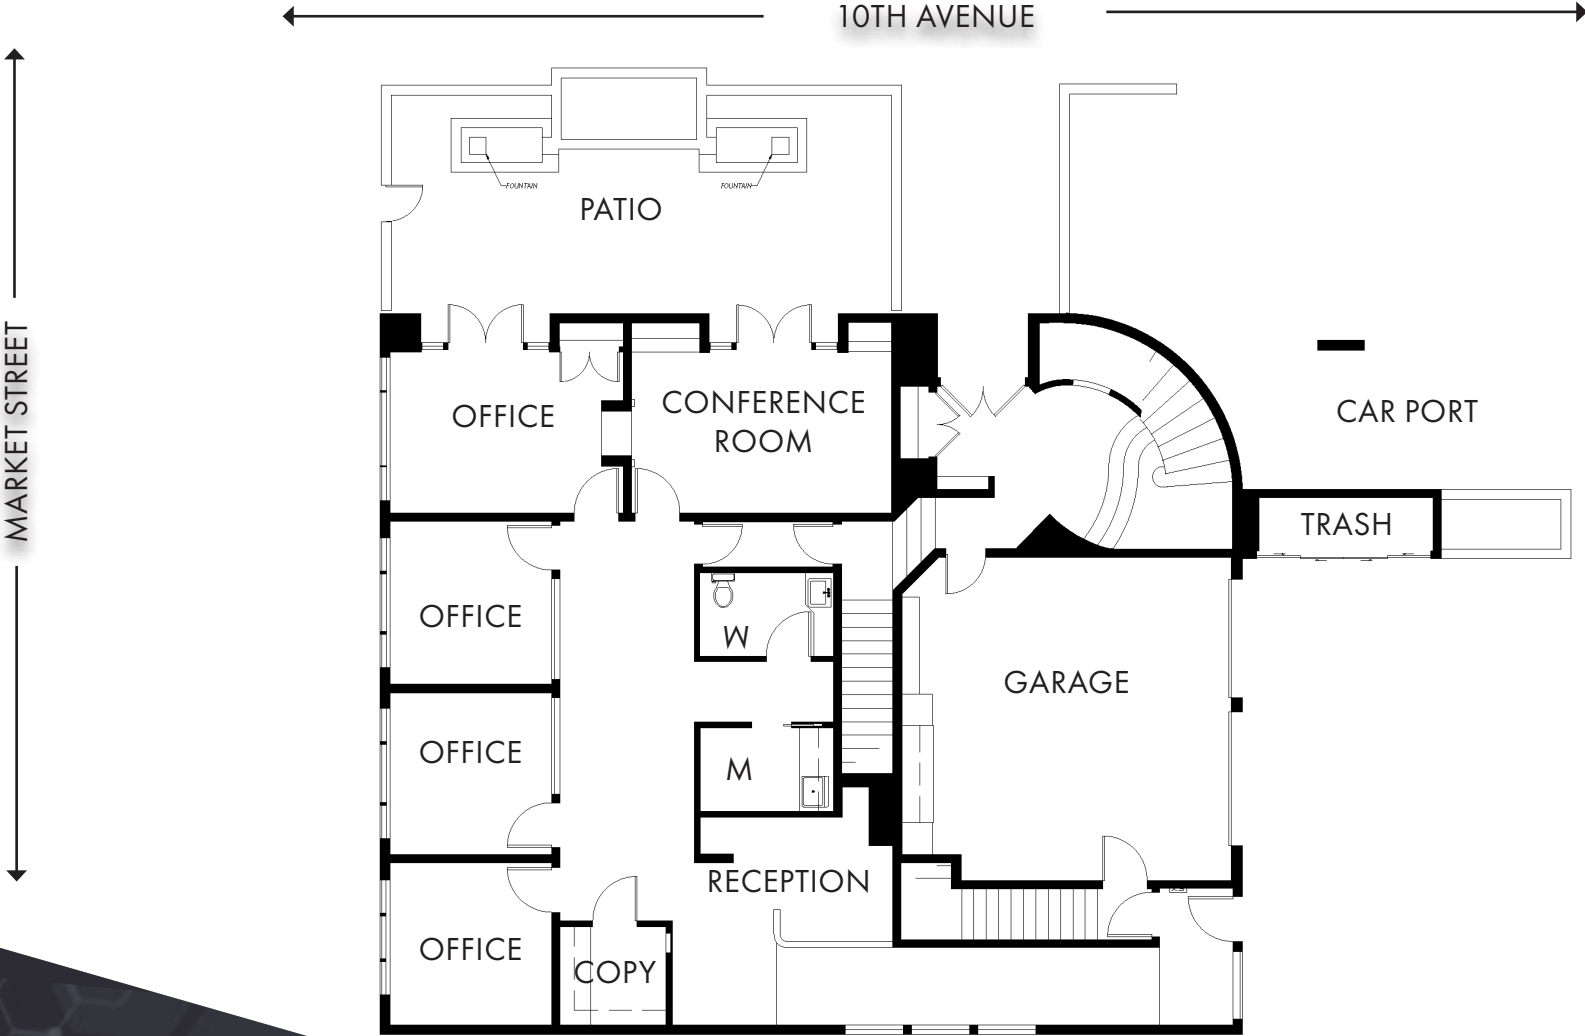 10TH AVENUE
MARKET STREET
FOUNTAIN
FOUNTAIN
PATIO
OFFICE
CONFERENCE
ROOM
CAR PORT
TRASH
OFFICE
W
GARAGE
OFFICE
M
RECEPTION
OFFICE
COPY